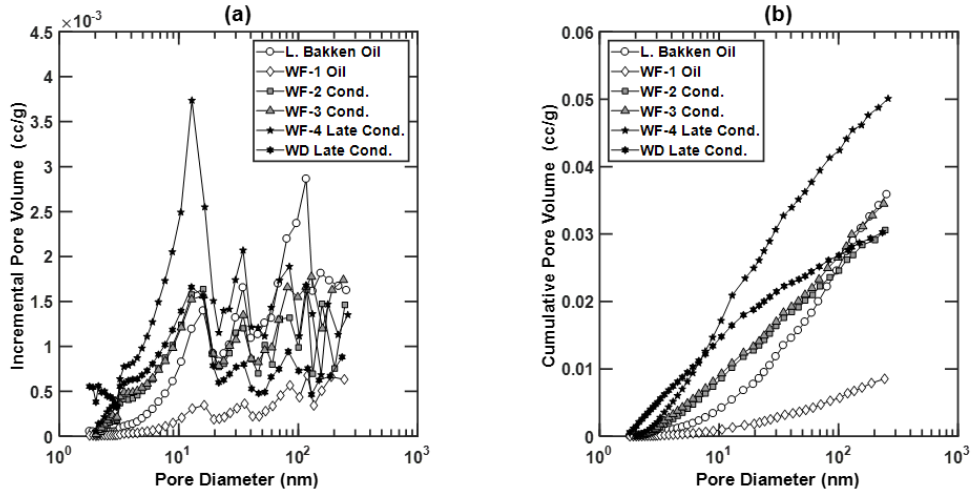 (a)
×10⁻³
4.5
4
3.5
3
2.5
2
1.5
1
0.5
0
Incremental Pore Volume (cc/g)
L. Bakken Oil
WF-1 Oil
WF-2 Cond.
WF-3 Cond.
WF-4 Late Cond.
WD Late Cond.
10⁰ 10¹ 10² 10³
Pore Diameter (nm)
(b)
0.06
0.05
0.04
0.03
0.02
0.01
0
Cumulative Pore Volume (cc/g)
L. Bakken Oil
WF-1 Oil
WF-2 Cond.
WF-3 Cond.
WF-4 Late Cond.
WD Late Cond.
10⁰ 10¹ 10² 10³
Pore Diameter (nm)